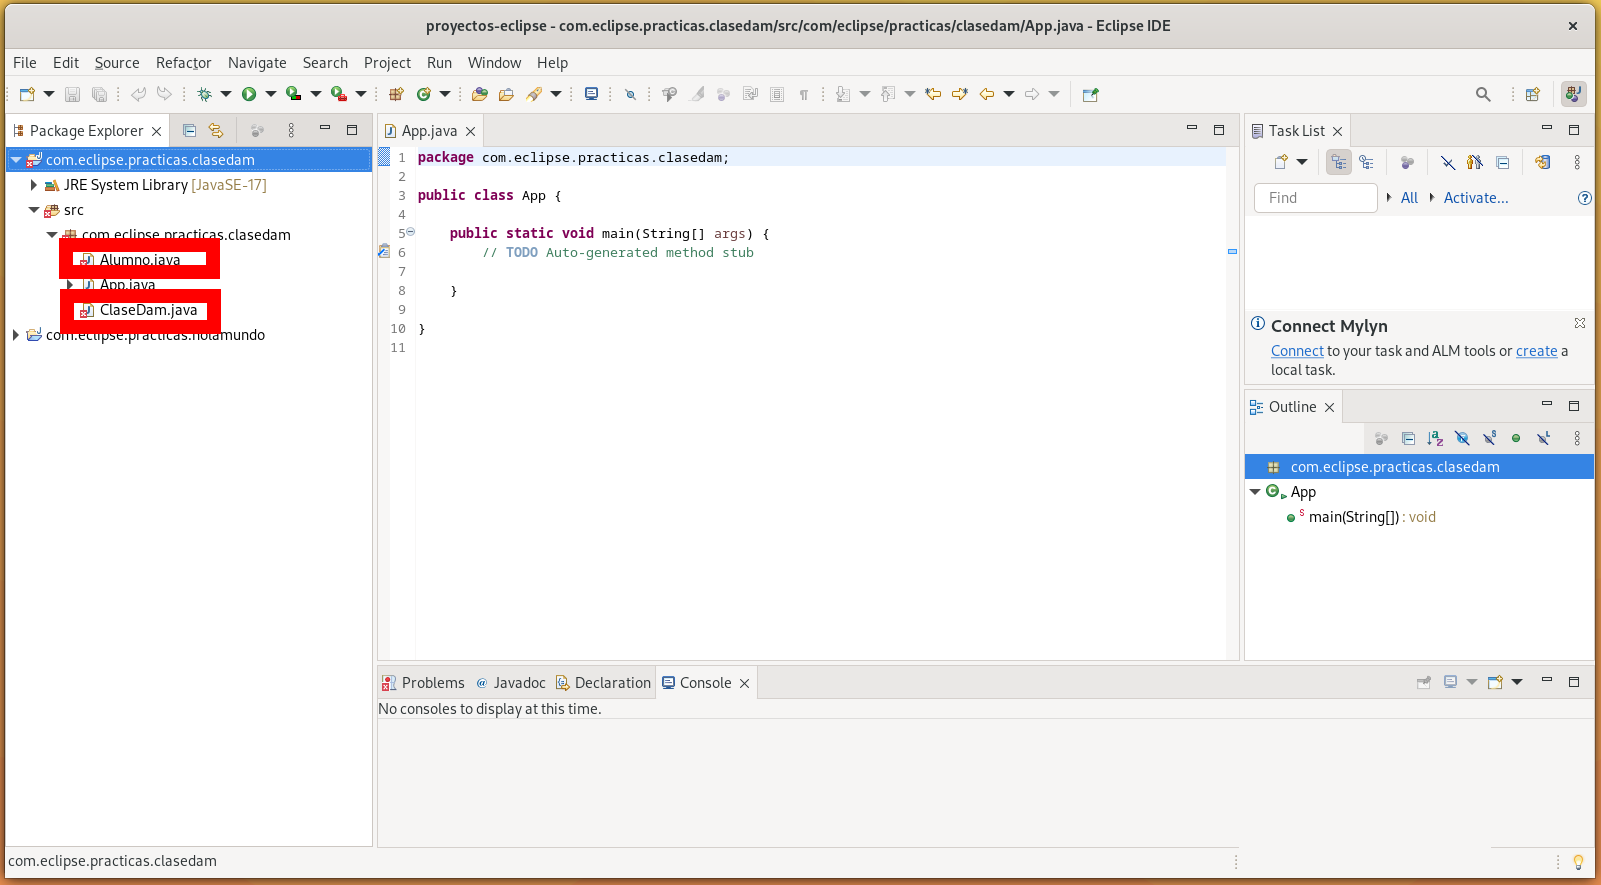 proyectos-eclipse - com.eclipse.practicas.clasedam/src/com/eclipse/practicas/clasedam/App.java - Eclipse IDE
File Edit Source Refactor Navigate Search Project Run Window Help
Package Explorer
com.eclipse.practicas.clasedam
JRE System Library [JavaSE-17]
src
com.eclipse.practicas.clasedam
Alumno.java
App.java
ClaseDam.java
com.eclipse.practicas.holamundo
App.java
1 package com.eclipse.practicas.clasedam;
2
3 public class App {
4
5 public static void main(String[] args) {
6 // TODO Auto-generated method stub
7
8 }
9
10 }
11
Task List
Find All Activate...
Connect Mylyn
Connect to your task and ALM tools or create a
local task.
Outline
com.eclipse.practicas.clasedam
App
main(String[]) : void
Problems @ Javadoc Declaration Console
No consoles to display at this time.
com.eclipse.practicas.clasedam